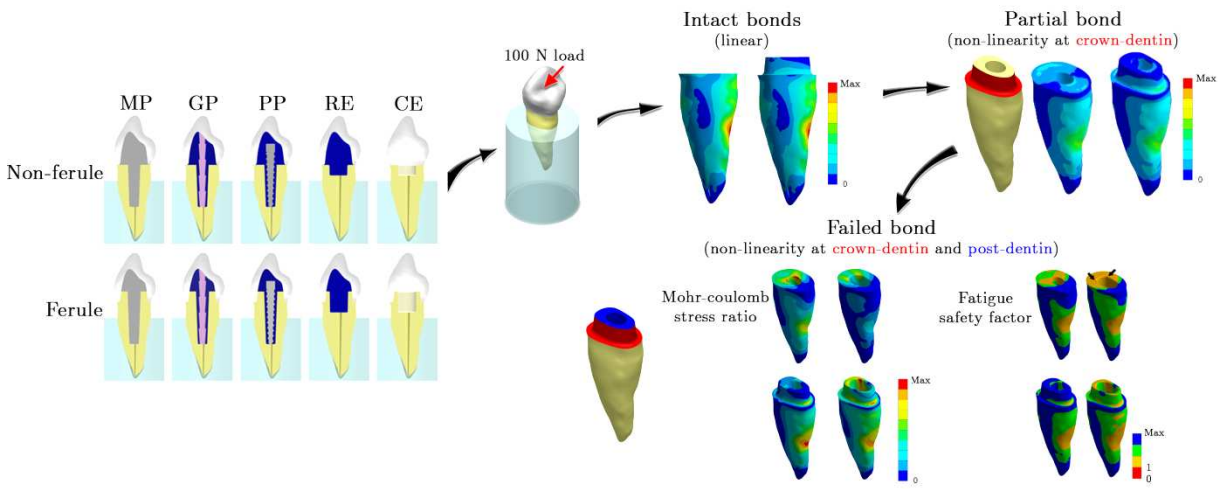 MP GP PP RE CE
Non-ferule
Ferule
100 N load
Intact bonds
(linear)
Max
0
Partial bond
(non-linearity at crown-dentin)
Max
0
Failed bond
(non-linearity at crown-dentin and post-dentin)
Mohr-coulomb
stress ratio
Max
0
Fatigue
safety factor
Max
1
0